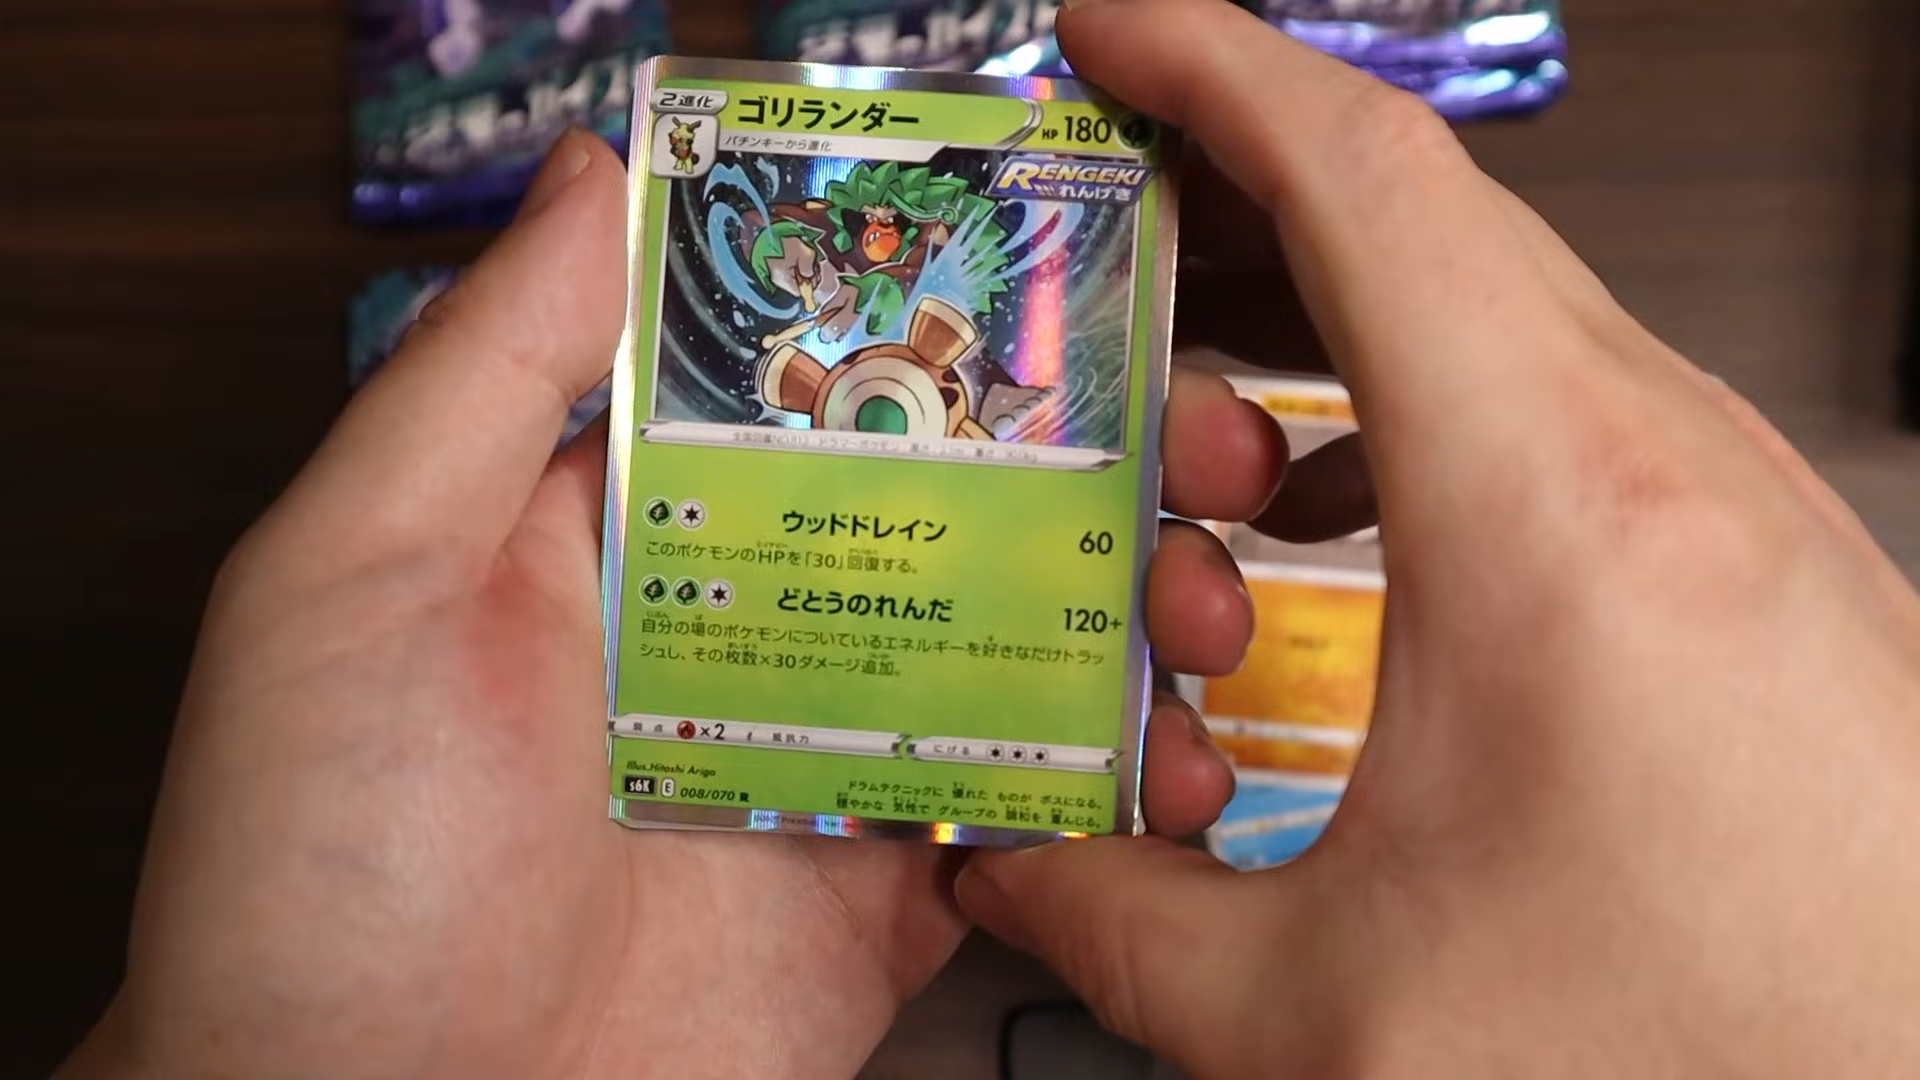 2進化
ゴリランダー
HP 180
バチンキーから進化
RENGEKI
れんげき
ウッドドレイン 60
このポケモンのHPを「30」回復する。
どとうのれんだ 120+
自分の場のポケモンについているエネルギーを好きなだけトラッ
シュし、その枚数×30ダメージ追加。
弱点 ×2 抵抗力 にげる
Illus. Hitoshi Ariga
s6K E 008/070 R
ドラムテクニックに 優れた ものが ボスになる。
穏やかな 気性で グループの 調和を 重んじる。